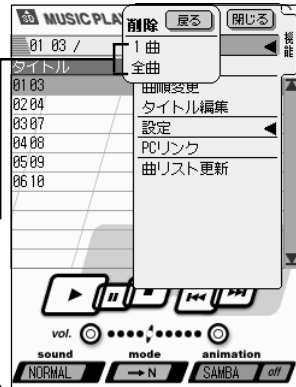 MUSIC PLA
削除 戻る 閉じる
01 03 /
機能
1曲
全曲
タイトル
01 03
02 04
03 07
04 08
05 09
06 10
曲順変更
タイトル編集
設定
PCリンク
曲リスト更新
vol.
sound mode animation
NORMAL → N SAMBA off